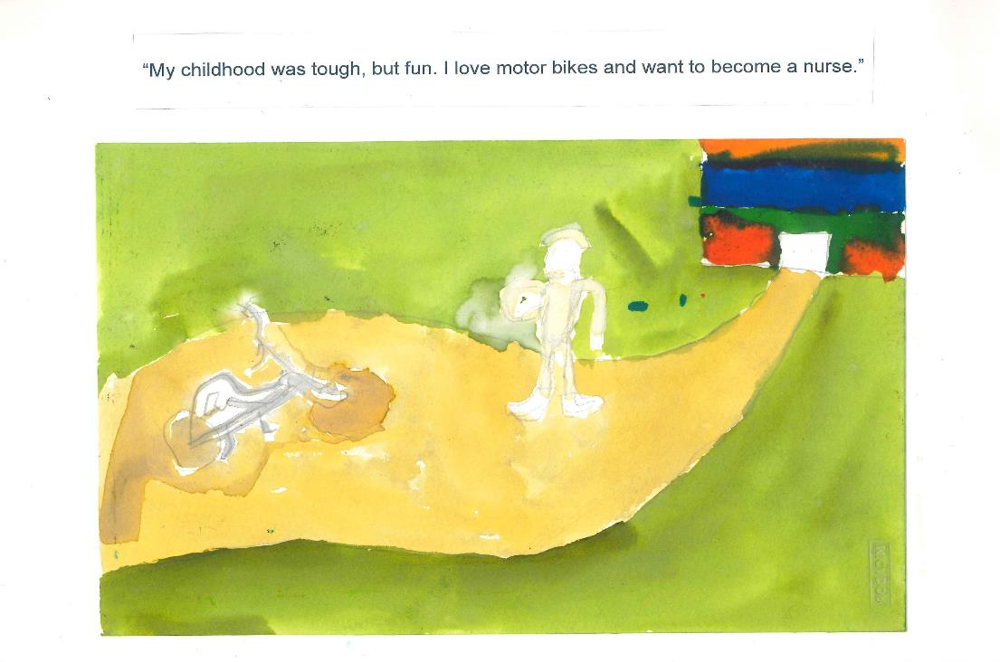 “My childhood was tough, but fun. I love motor bikes and want to become a nurse.”